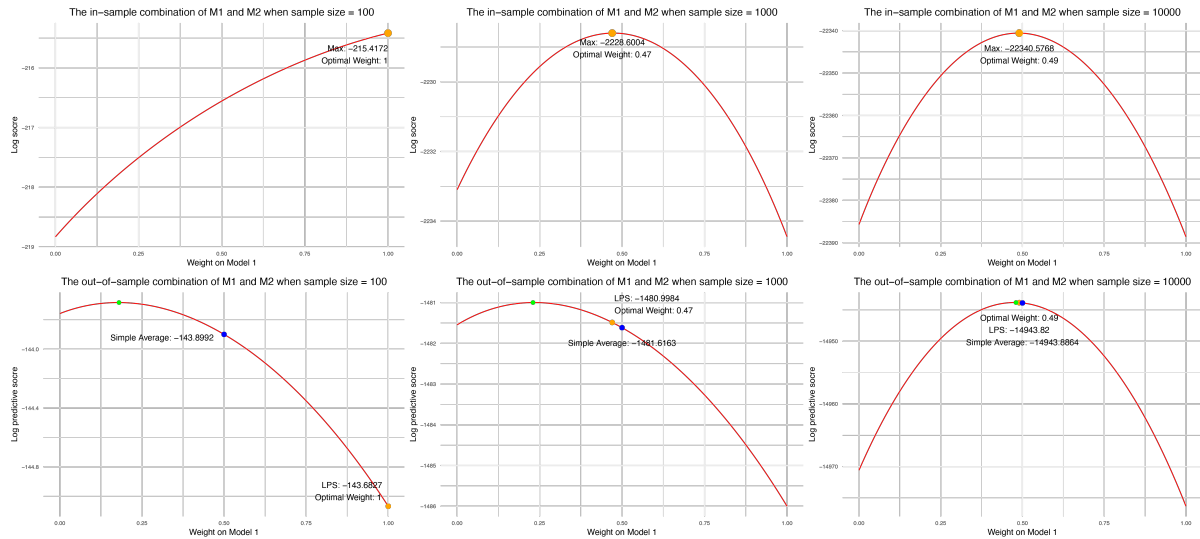 The in-sample combination of M1 and M2 when sample size = 100
Log socre
-216
-217
-218
-219
Max: -215.4172
Optimal Weight: 1
0.00
0.25
0.50
0.75
1.00
Weight on Model 1
The in-sample combination of M1 and M2 when sample size = 1000
Log socre
-2230
-2232
-2234
Max: -2228.6004
Optimal Weight: 0.47
0.00
0.25
0.50
0.75
1.00
Weight on Model 1
The in-sample combination of M1 and M2 when sample size = 10000
Log socre
-22340
-22350
-22360
-22370
-22380
-22390
Max: -22340.5768
Optimal Weight: 0.49
0.00
0.25
0.50
0.75
1.00
Weight on Model 1
The out-of-sample combination of M1 and M2 when sample size = 100
Log predictive socre
-144.0
-144.4
-144.8
Simple Average: -143.8992
LPS: -143.6827
Optimal Weight: 1
0.00
0.25
0.50
0.75
1.00
Weight on Model 1
The out-of-sample combination of M1 and M2 when sample size = 1000
Log predictive socre
-1481
-1482
-1483
-1484
-1485
-1486
LPS: -1480.9984
Optimal Weight: 0.47
Simple Average: -1481.6163
0.00
0.25
0.50
0.75
1.00
Weight on Model 1
The out-of-sample combination of M1 and M2 when sample size = 10000
Log predictive socre
-14950
-14960
-14970
Optimal Weight: 0.49
LPS: -14943.82
Simple Average: -14943.8864
0.00
0.25
0.50
0.75
1.00
Weight on Model 1